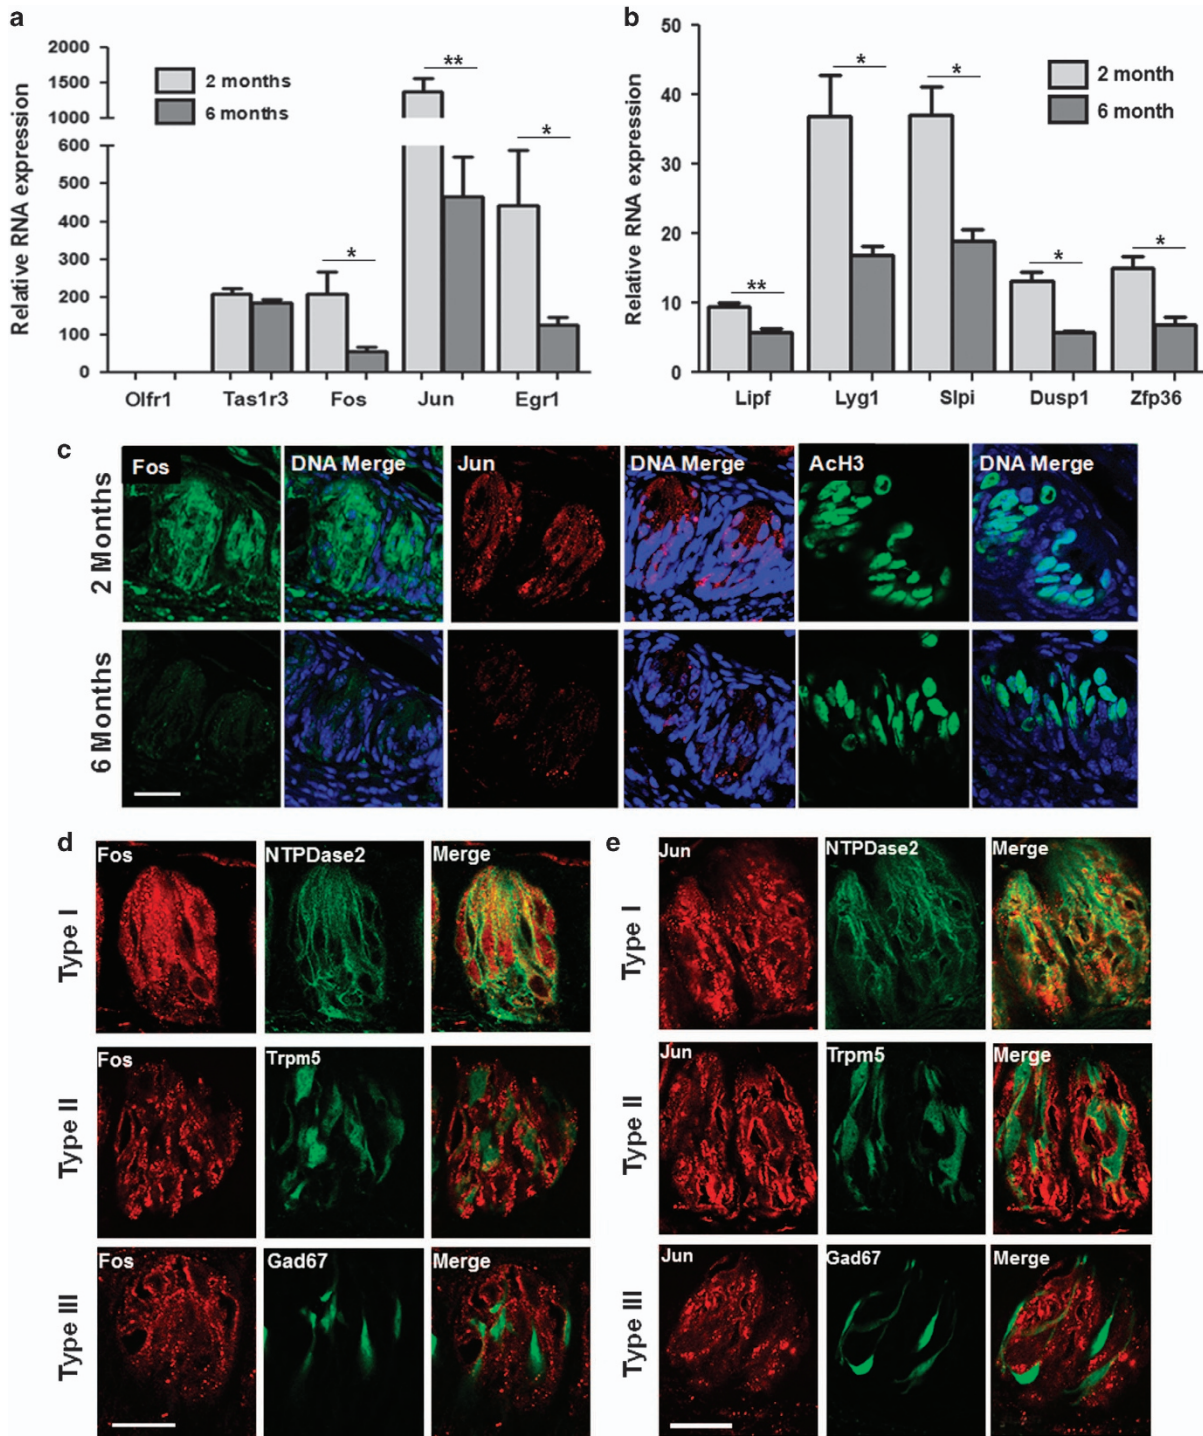 a
Relative RNA expression
2000
1500
1000
600
500
400
300
200
100
0
2 months
6 months
*
**
*
Olfr1 Tas1r3 Fos Jun Egr1
b
Relative RNA expression
50
40
30
20
10
0
2 month
6 month
**
*
*
*
*
Lipf Lyg1 Slpi Dusp1 Zfp36
c
Fos DNA Merge Jun DNA Merge AcH3 DNA Merge
2 Months
6 Months
d
Fos NTPDase2 Merge
Type I
Fos Trpm5 Merge
Type II
Fos Gad67 Merge
Type III
e
Jun NTPDase2 Merge
Type I
Jun Trpm5 Merge
Type II
Jun Gad67 Merge
Type III